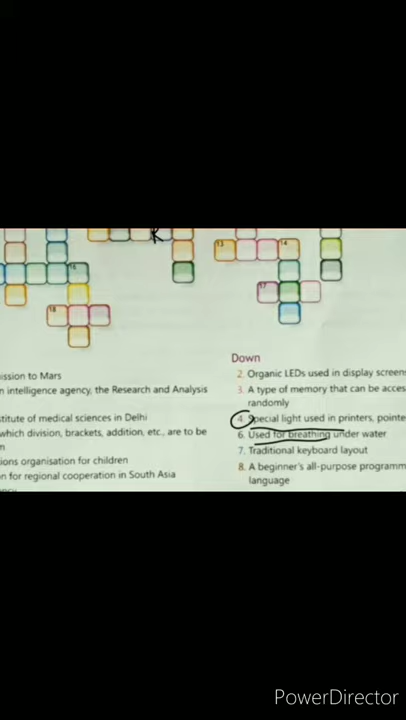 K
13
14
16
17
18
ission to Mars
n intelligence agency, the Research and Analysis
stitute of medical sciences in Delhi
which division, brackets, addition, etc., are to be
m
ions organisation for children
n for regional cooperation in South Asia
Down
2. Organic LEDs used in display screens
3. A type of memory that can be acces
randomly
4. Special light used in printers, pointe
6. Used for breathing under water
7. Traditional keyboard layout
8. A beginner's all-purpose programm
language
PowerDirector